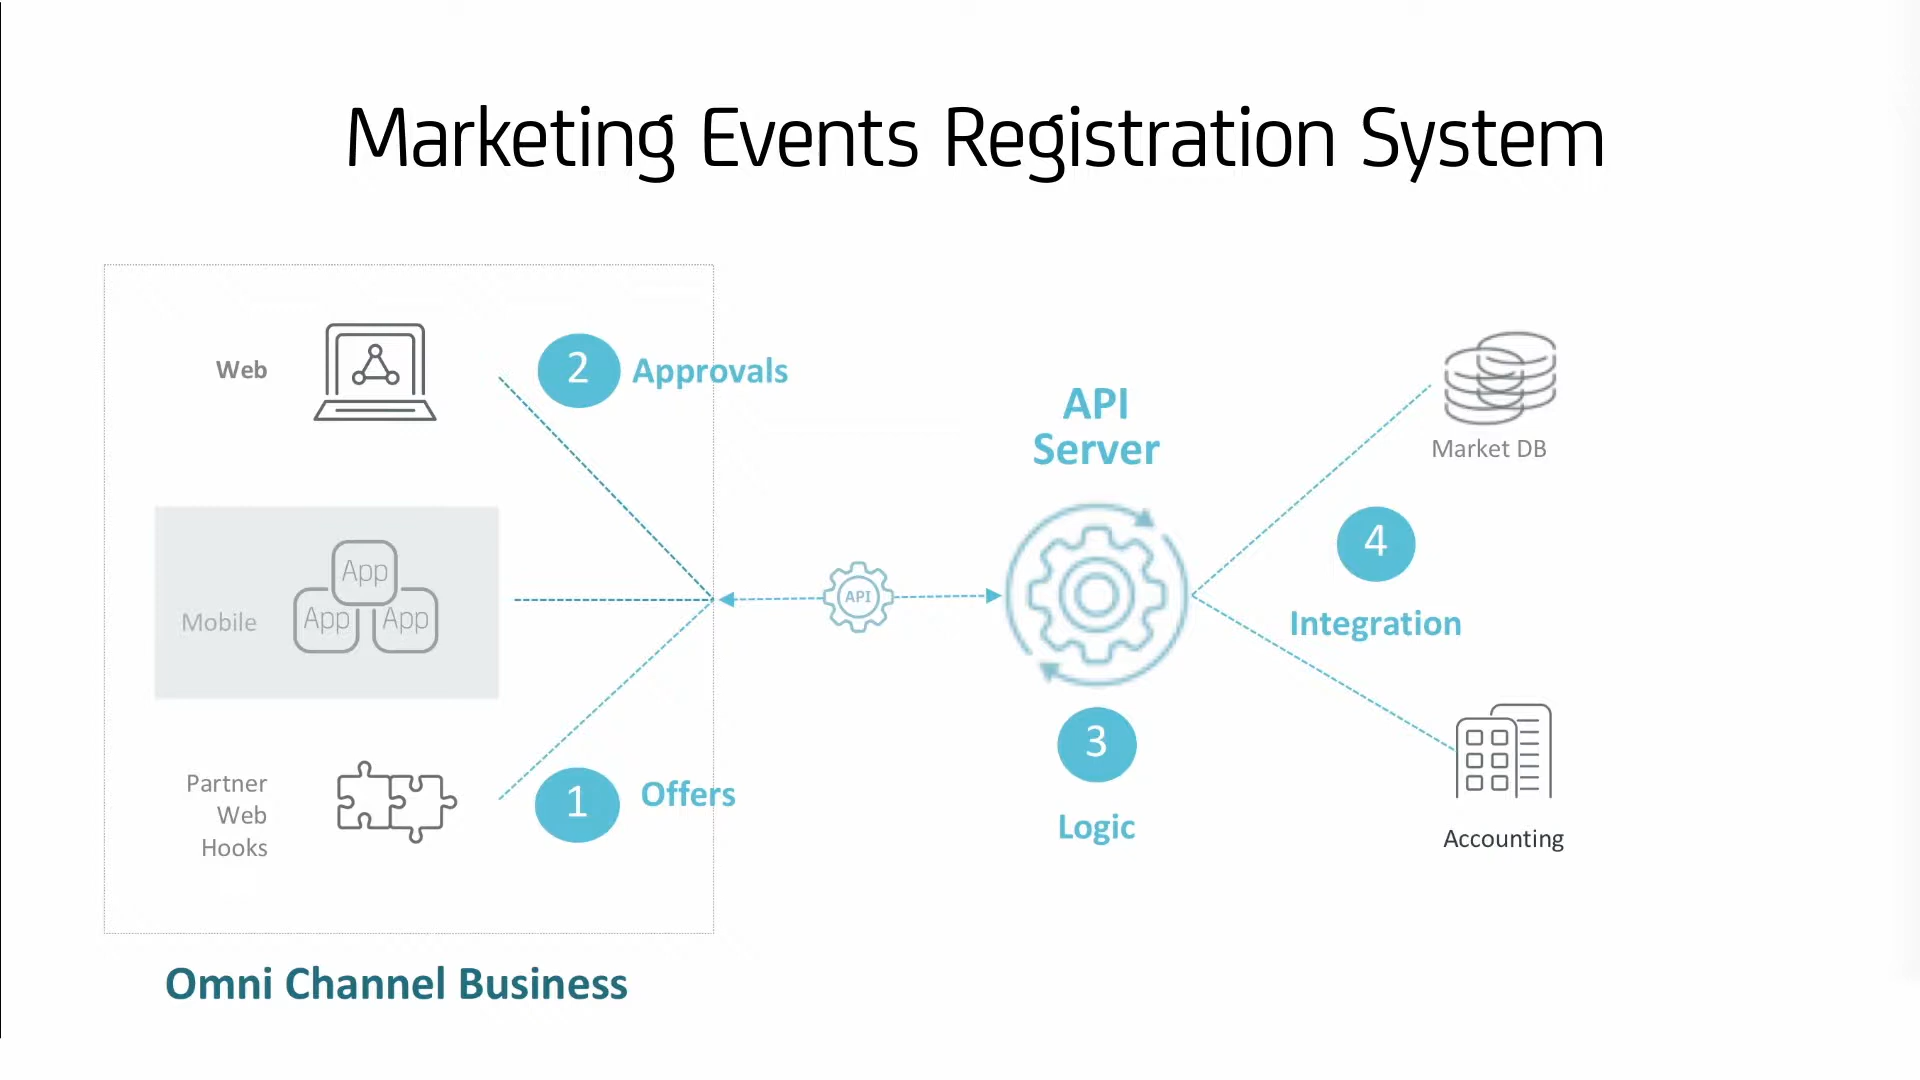 Marketing Events Registration System
Web
2
Approvals
Mobile
App
App
App
Partner
Web
Hooks
1
Offers
Omni Channel Business
API
API
Server
3
Logic
Market DB
4
Integration
Accounting